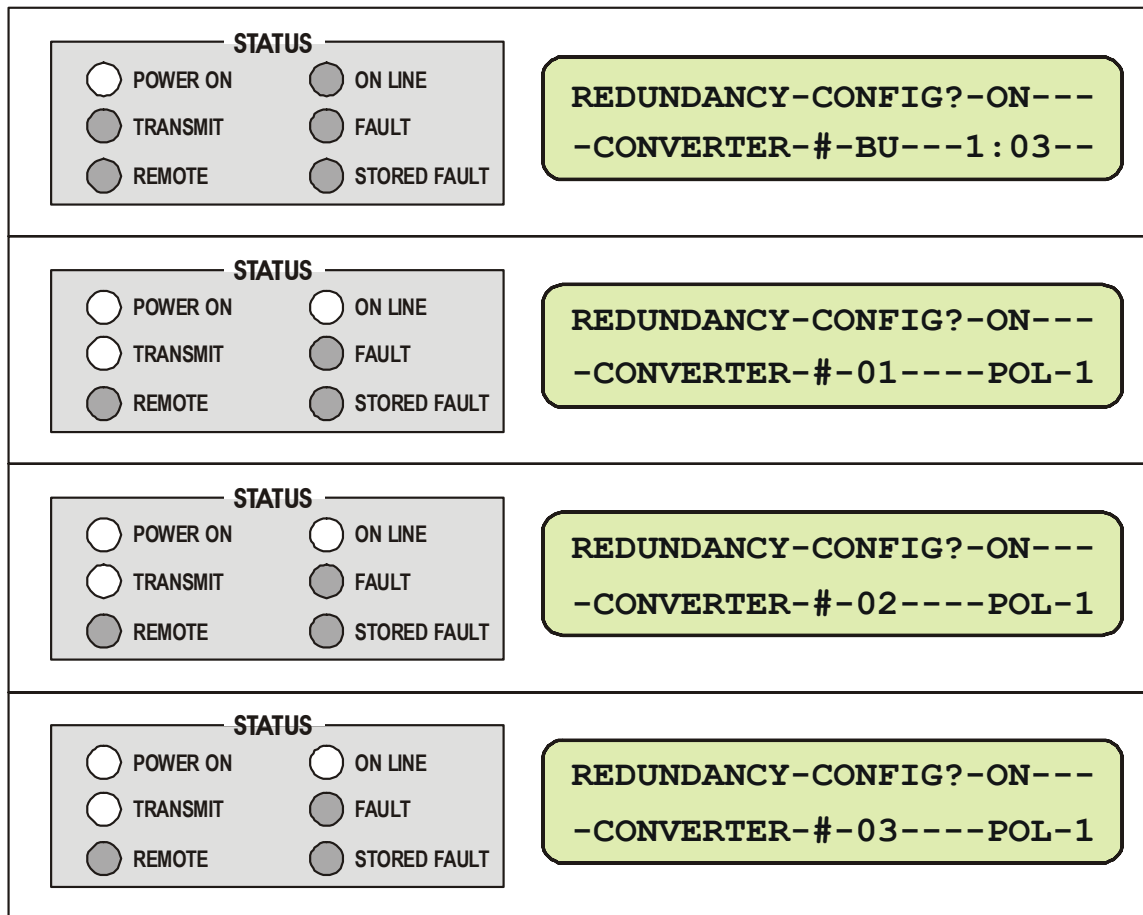 STATUS
POWER ON ON LINE
TRANSMIT FAULT
REMOTE STORED FAULT
REDUNDANCY-CONFIG?-ON---
-CONVERTER-#-BU---1:03--
STATUS
POWER ON ON LINE
TRANSMIT FAULT
REMOTE STORED FAULT
REDUNDANCY-CONFIG?-ON---
-CONVERTER-#-01----POL-1
STATUS
POWER ON ON LINE
TRANSMIT FAULT
REMOTE STORED FAULT
REDUNDANCY-CONFIG?-ON---
-CONVERTER-#-02----POL-1
STATUS
POWER ON ON LINE
TRANSMIT FAULT
REMOTE STORED FAULT
REDUNDANCY-CONFIG?-ON---
-CONVERTER-#-03----POL-1